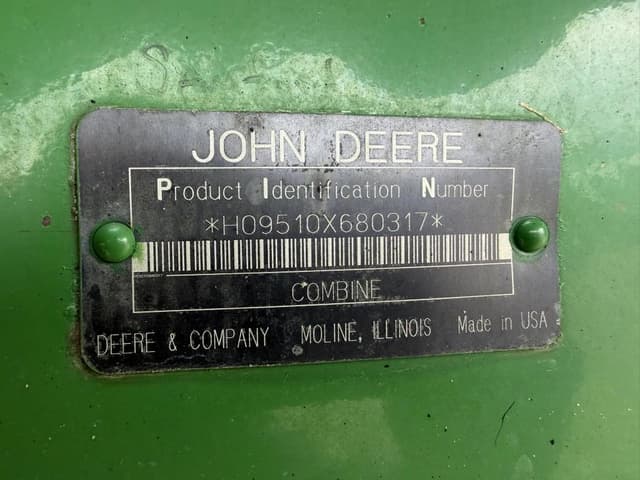 JOHN DEERE
Product Identification Number
*H09510X680317*
COMBINE
DEERE & COMPANY MOLINE, ILLINOIS Made in USA